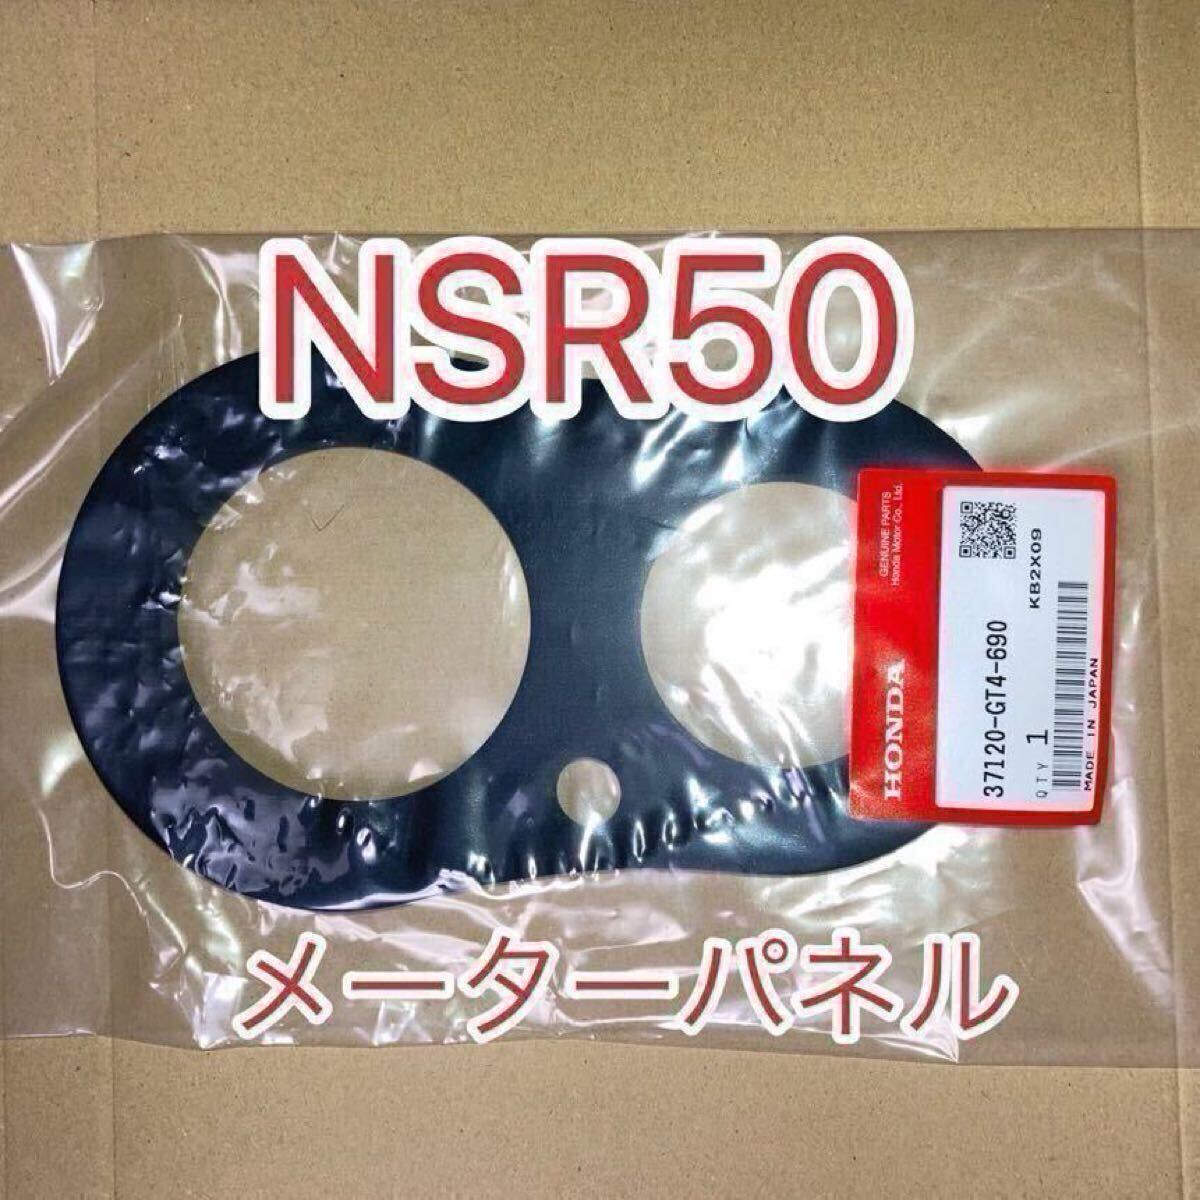 NSR50
GENUINE PARTS
Honda Motor Co., Ltd.
HONDA
37120-GT4-690
QTY 1
KB2X09
MADE IN JAPAN
メーターパネル